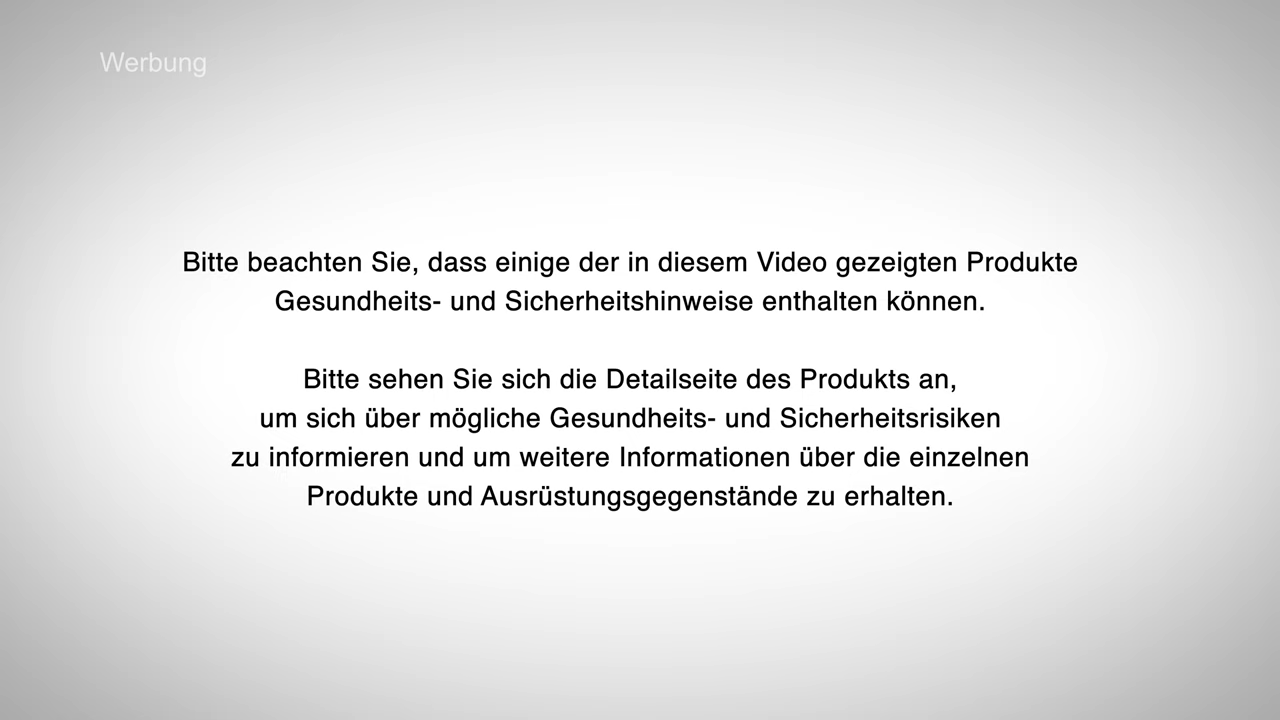 Werbung
Bitte beachten Sie, dass einige der in diesem Video gezeigten Produkte
Gesundheits- und Sicherheitshinweise enthalten können.
Bitte sehen Sie sich die Detailseite des Produkts an,
um sich über mögliche Gesundheits- und Sicherheitsrisiken
zu informieren und um weitere Informationen über die einzelnen
Produkte und Ausrüstungsgegenstände zu erhalten.